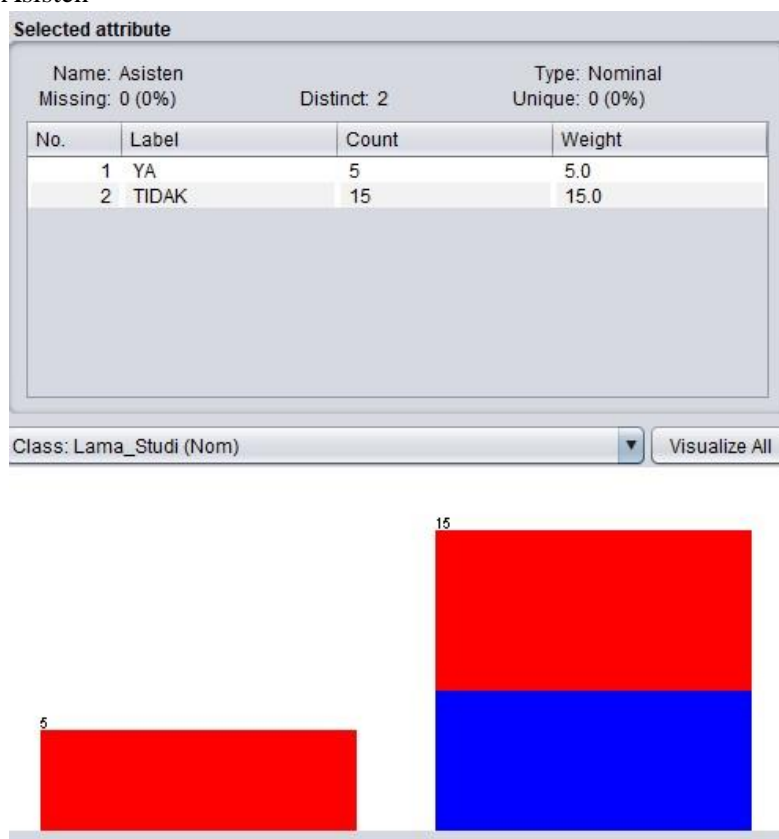 Asisten
Selected attribute
Name: Asisten Type: Nominal
Missing: 0 (0%) Distinct: 2 Unique: 0 (0%)
No. Label Count Weight
1 YA 5 5.0
2 TIDAK 15 15.0
Class: Lama_Studi (Nom) Visualize All
15
5